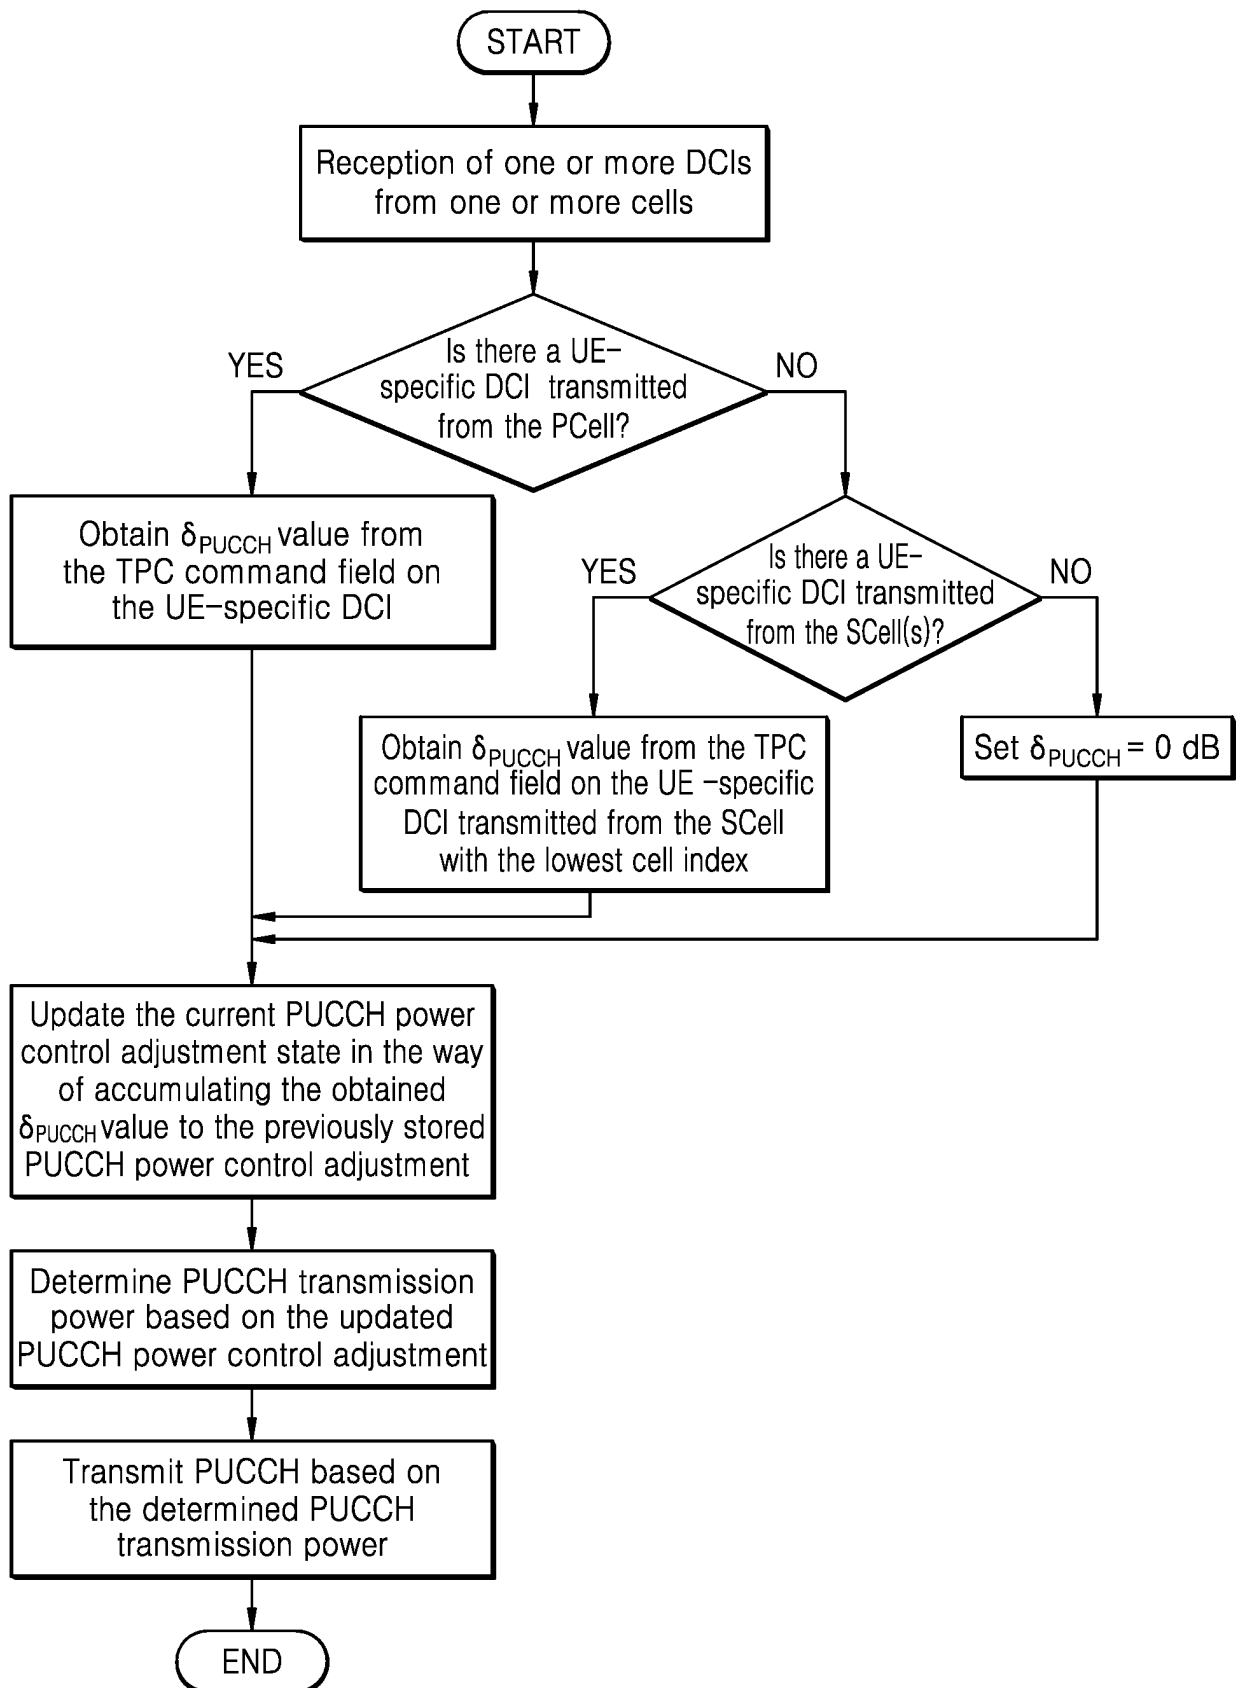 START
Reception of one or more DCIs
from one or more cells
Is there a UE-
specific DCI transmitted
from the PCell?
YES
NO
Obtain δPUCCH value from
the TPC command field on
the UE-specific DCI
Is there a UE-
specific DCI transmitted
from the SCell(s)?
YES
NO
Obtain δPUCCH value from the TPC
command field on the UE -specific
DCI transmitted from the SCell
with the lowest cell index
Set δPUCCH = 0 dB
Update the current PUCCH power
control adjustment state in the way
of accumulating the obtained
δPUCCH value to the previously stored
PUCCH power control adjustment
Determine PUCCH transmission
power based on the updated
PUCCH power control adjustment
Transmit PUCCH based on
the determined PUCCH
transmission power
END